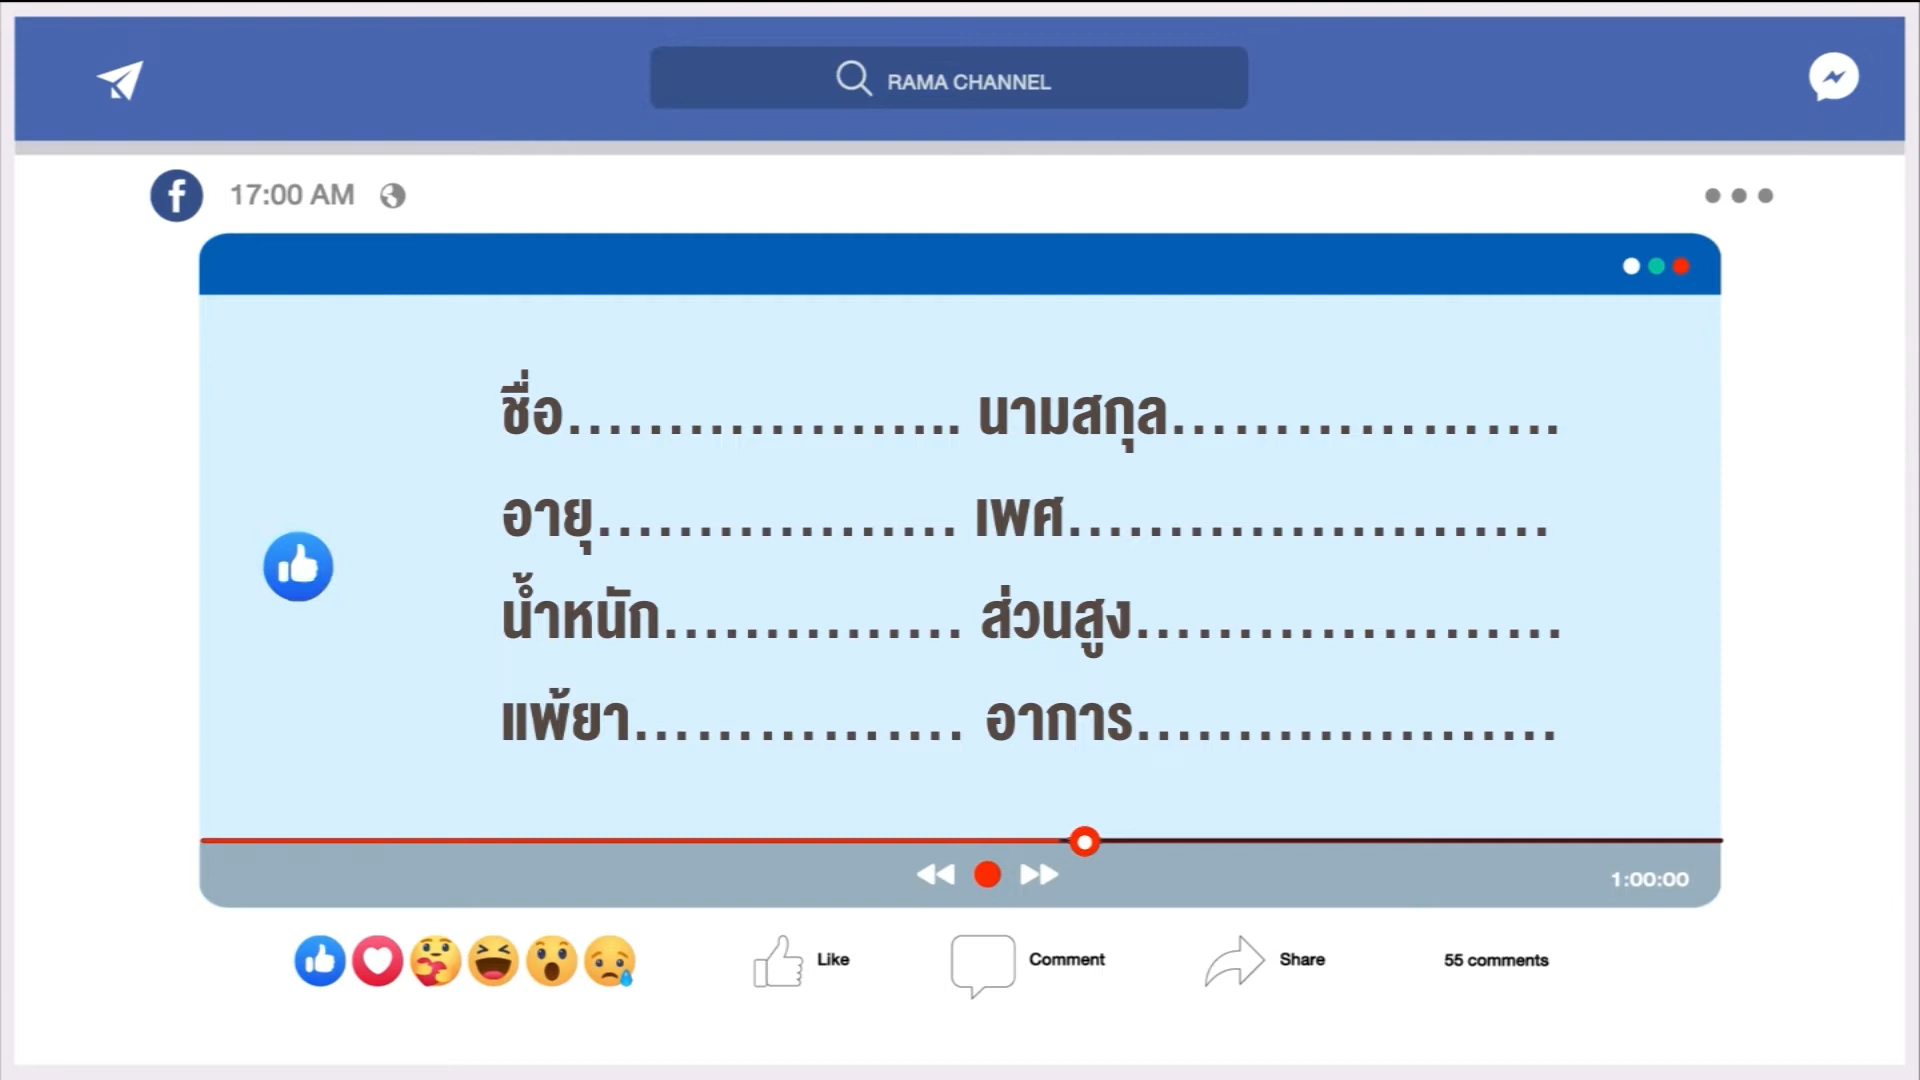 RAMA CHANNEL
17:00 AM
ชื่อ.................... นามสกุล...................
อายุ.................. เพศ........................
น้ำหนัก............... ส่วนสูง.....................
แพ้ยา................ อาการ.....................
1:00:00
Like Comment Share 55 comments